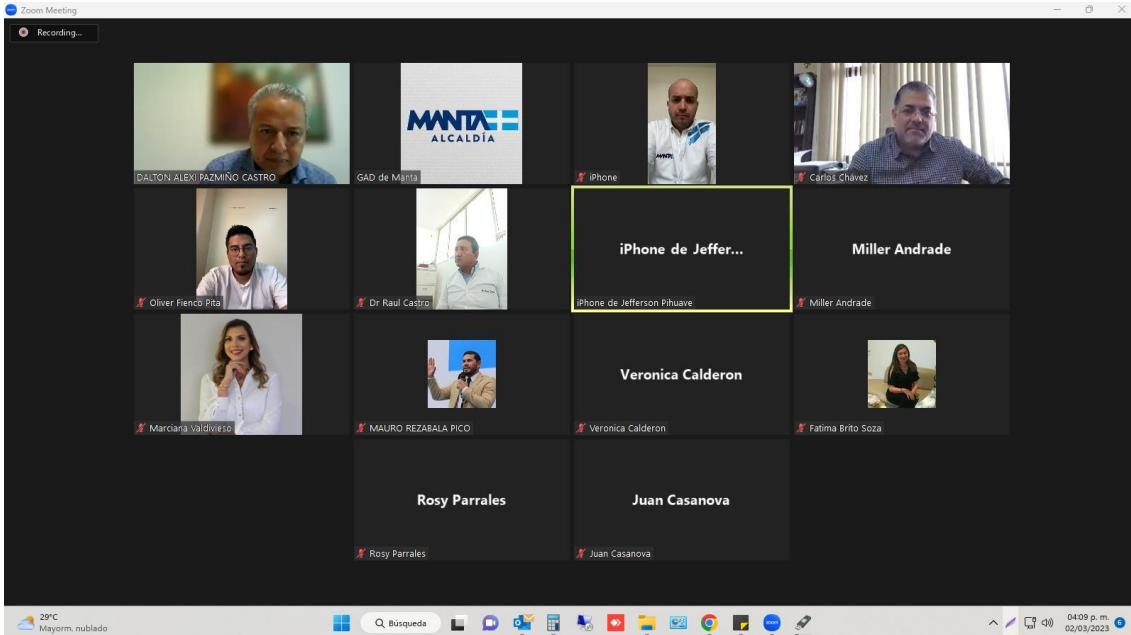 Zoom Meeting
Recording...
MANTA
ALCALDÍA
MANTA
DALTON ALEXI PAZMIÑO CASTRO
GAD de Manta
iPhone
Carlos Chávez
iPhone de Jeffer...
Miller Andrade
Oliver Fienco Pita
Dr Raul Castro
iPhone de Jefferson Pihuave
Miller Andrade
Veronica Calderon
Marciana Valdivieso
MAURO REZABALA PICO
Veronica Calderon
Fatima Brito Soza
Rosy Parrales
Juan Casanova
Rosy Parrales
Juan Casanova
29°C
Mayorm. nublado
Búsqueda
zoom
04:09 p. m.
02/03/2023
6